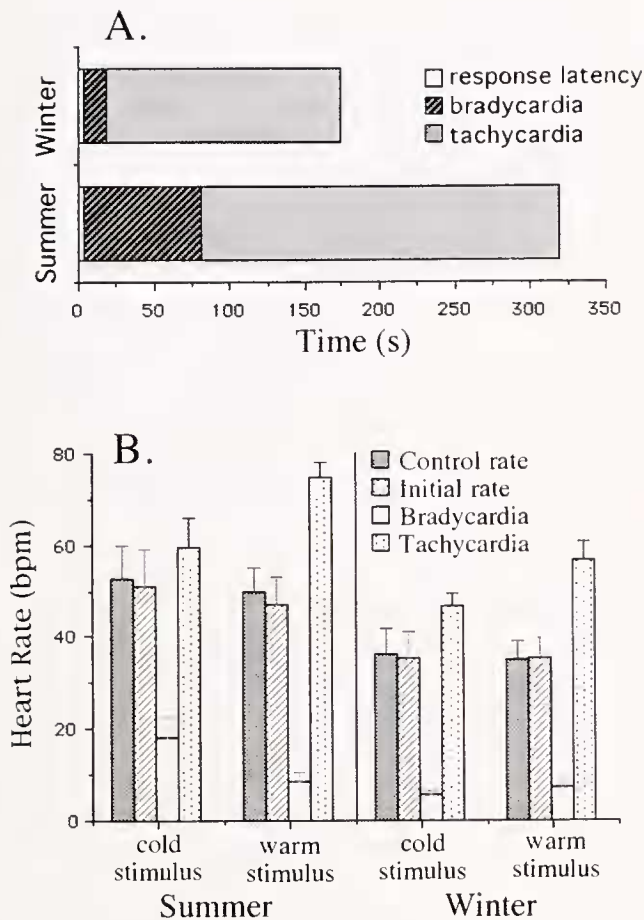 A.
Winter
Summer
response latency
bradycardia
tachycardia
0 50 100 150 200 250 300 350
Time (s)
B.
Heart Rate (bpm)
80
60
40
20
0
Control rate
Initial rate
Bradycardia
Tachycardia
cold stimulus
warm stimulus
cold stimulus
warm stimulus
Summer
Winter